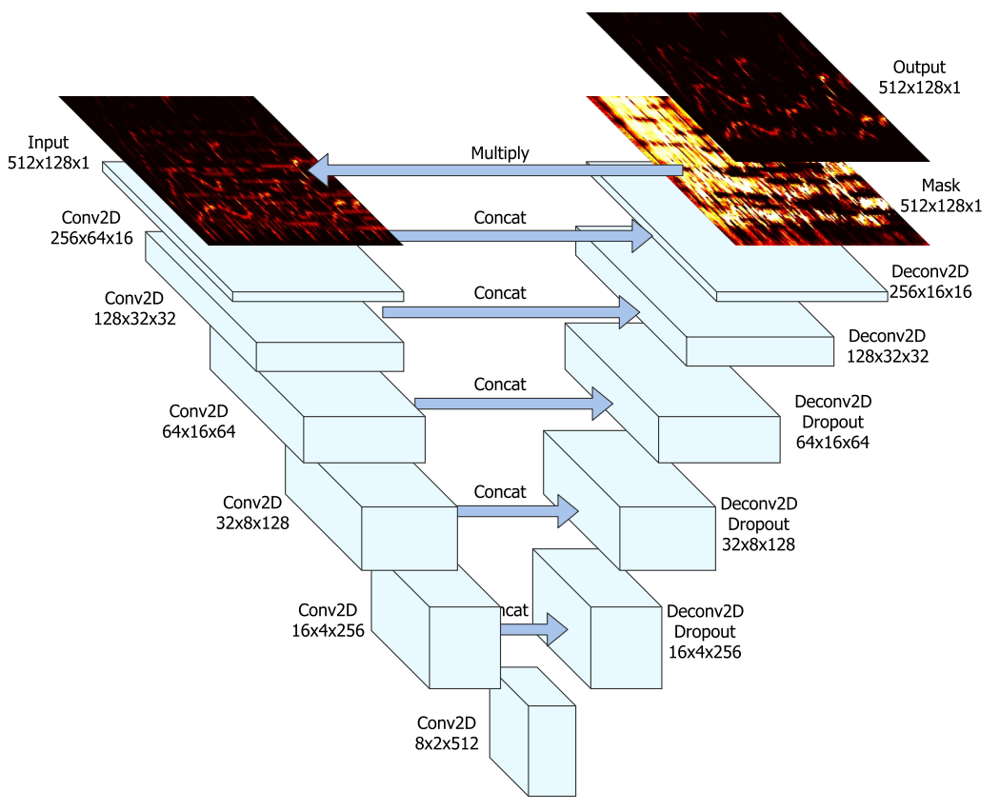 Output
512x128x1
Input
512x128x1
Multiply
Mask
512x128x1
Conv2D
256x64x16
Concat
Deconv2D
256x16x16
Conv2D
128x32x32
Concat
Deconv2D
128x32x32
Conv2D
64x16x64
Concat
Deconv2D
Dropout
64x16x64
Conv2D
32x8x128
Concat
Deconv2D
Dropout
32x8x128
Conv2D
16x4x256
Deconv2D
Dropout
16x4x256
Conv2D
8x2x512